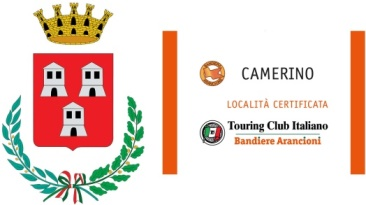 CAMERINO
LOCALITÀ CERTIFICATA
Touring Club Italiano
Bandiere Arancioni